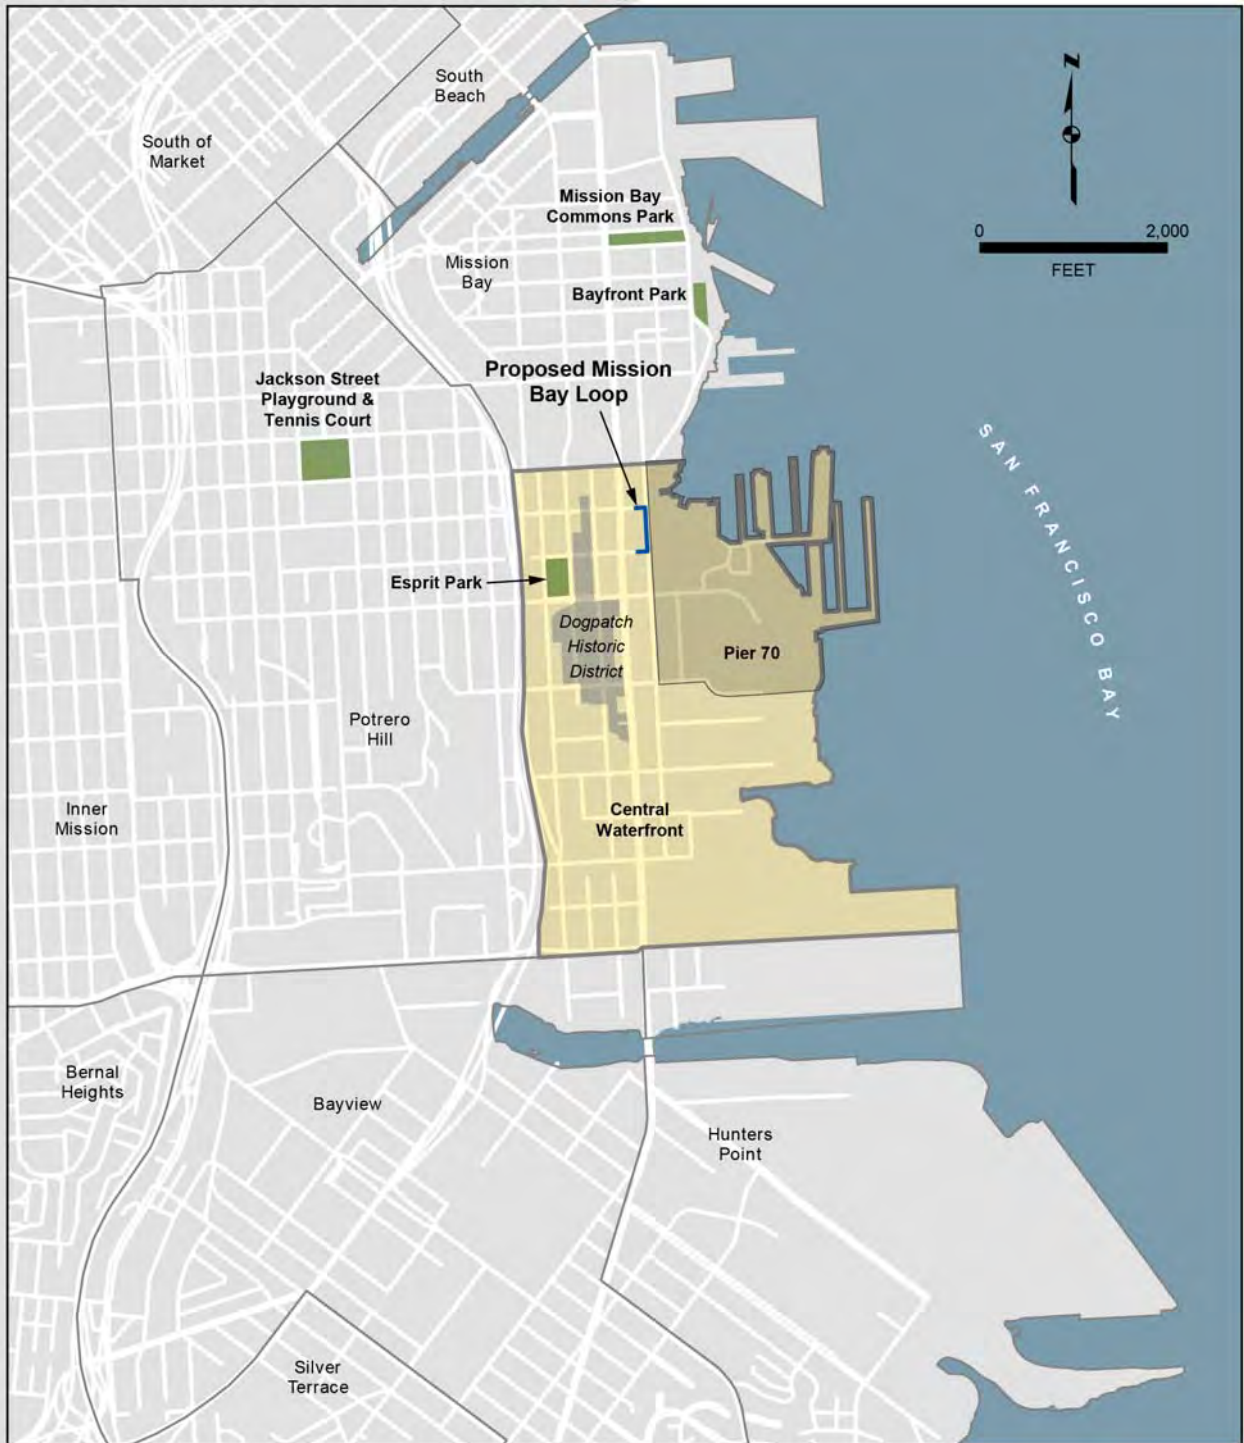 South
Beach
South of
Market
N
0 2,000
FEET
Mission Bay
Commons Park
Mission
Bay
Bayfront Park
Proposed Mission
Bay Loop
Jackson Street
Playground &
Tennis Court
SAN FRANCISCO BAY
Esprit Park
Dogpatch
Historic
District
Pier 70
Potrero
Hill
Inner
Mission
Central
Waterfront
Bernal
Heights
Bayview
Hunters
Point
Silver
Terrace